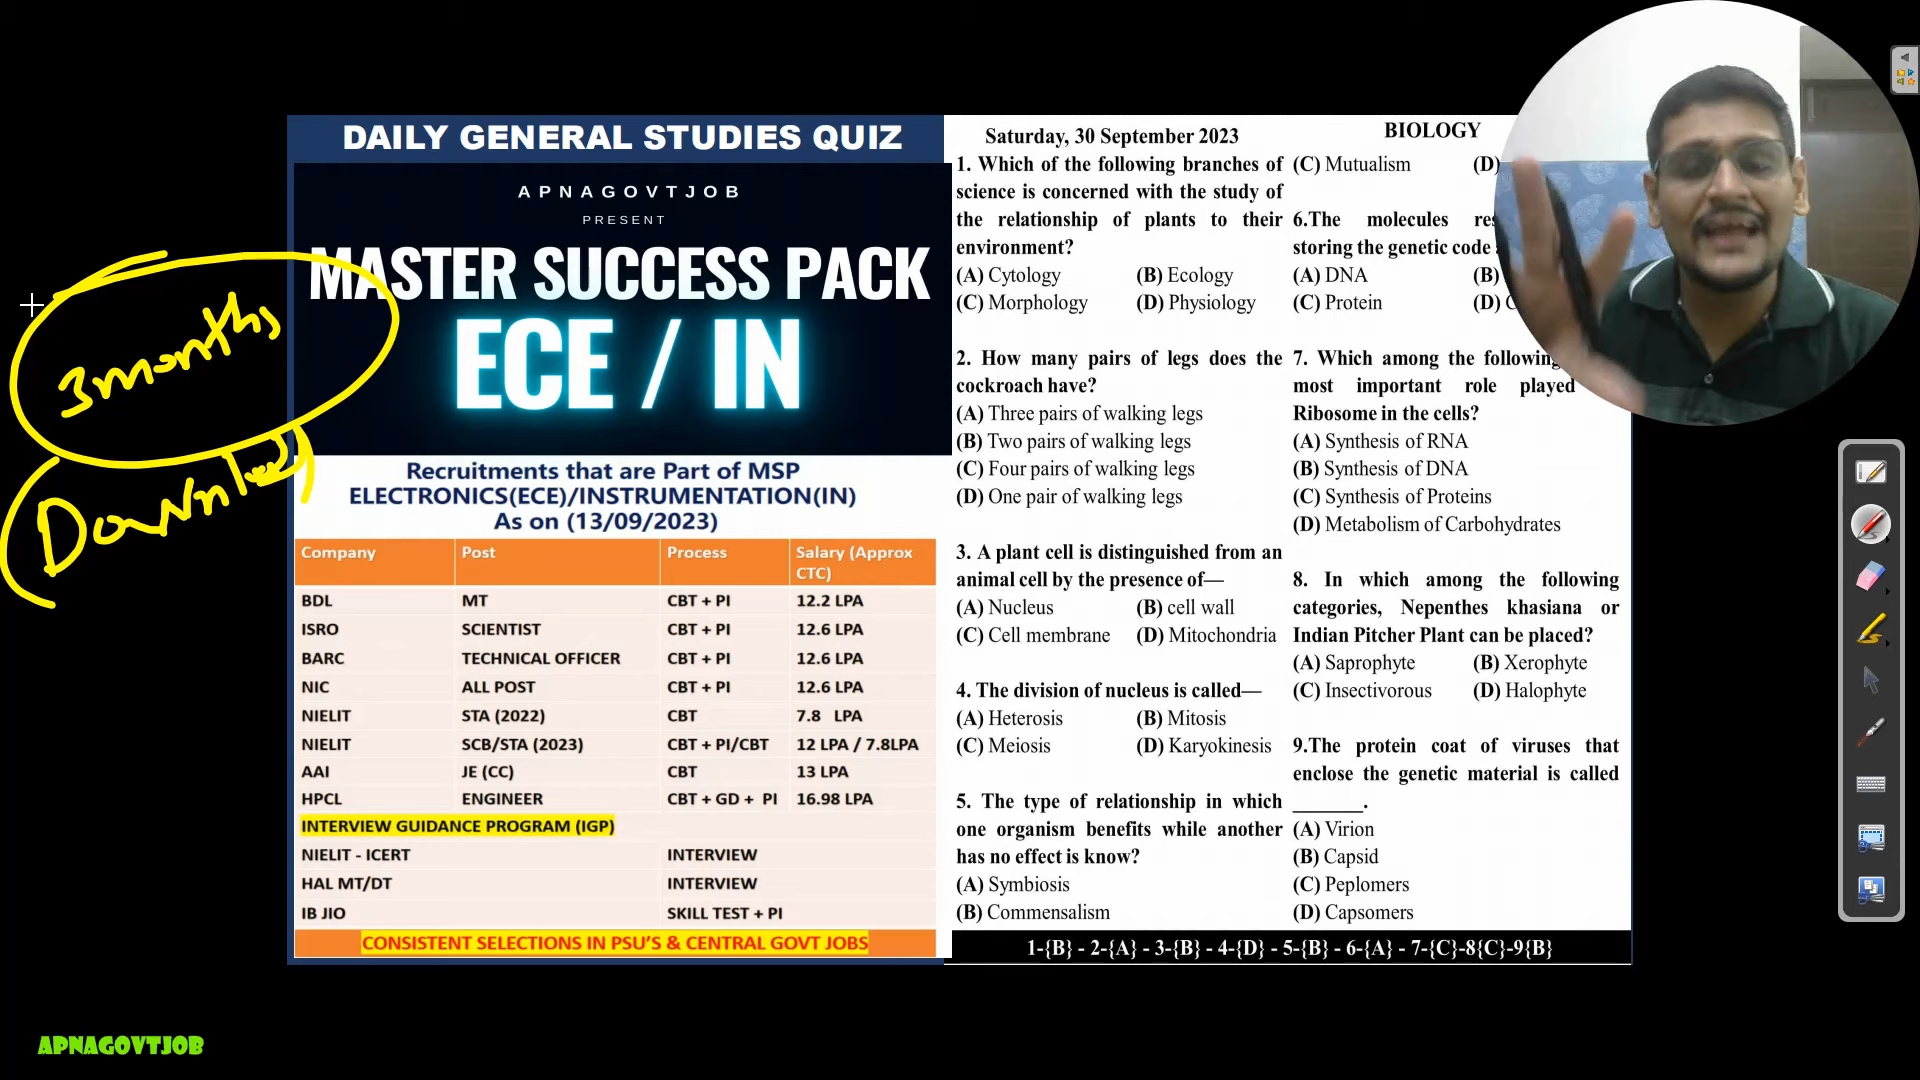 DAILY GENERAL STUDIES QUIZ
APNAGOVTJOB
PRESENT
MASTER SUCCESS PACK
ECE / IN
3 months
Recruitments that are Part of MSP
ELECTRONICS(ECE)/INSTRUMENTATION(IN)
As on (13/09/2023)
Company Post Process Salary (Approx CTC)
BDL MT CBT + PI 12.2 LPA
ISRO SCIENTIST CBT + PI 12.6 LPA
BARC TECHNICAL OFFICER CBT + PI 12.6 LPA
NIC ALL POST CBT + PI 12.6 LPA
NIELIT STA (2022) CBT 7.8 LPA
NIELIT SCB/STA (2023) CBT + PI/CBT 12 LPA / 7.8LPA
AAI JE (CC) CBT 13 LPA
HPCL ENGINEER CBT + GD + PI 16.98 LPA
INTERVIEW GUIDANCE PROGRAM (IGP)
NIELIT - ICERT INTERVIEW
HAL MT/DT INTERVIEW
IB JIO SKILL TEST + PI
CONSISTENT SELECTIONS IN PSU'S & CENTRAL GOVT JOBS
Saturday, 30 September 2023
1. Which of the following branches of
science is concerned with the study of
the relationship of plants to their
environment?
(A) Cytology (B) Ecology
(C) Morphology (D) Physiology
2. How many pairs of legs does the
cockroach have?
(A) Three pairs of walking legs
(B) Two pairs of walking legs
(C) Four pairs of walking legs
(D) One pair of walking legs
3. A plant cell is distinguished from an
animal cell by the presence of—
(A) Nucleus (B) cell wall
(C) Cell membrane (D) Mitochondria
4. The division of nucleus is called—
(A) Heterosis (B) Mitosis
(C) Meiosis (D) Karyokinesis
5. The type of relationship in which
one organism benefits while another
has no effect is know?
(A) Symbiosis
(B) Commensalism
BIOLOGY
(C) Mutualism (D)
6.The molecules
storing the genetic code
(A) DNA (B)
(C) Protein (D)
7. Which among the following
most important role played
Ribosome in the cells?
(A) Synthesis of RNA
(B) Synthesis of DNA
(C) Synthesis of Proteins
(D) Metabolism of Carbohydrates
8. In which among the following
categories, Nepenthes khasiana or
Indian Pitcher Plant can be placed?
(A) Saprophyte (B) Xerophyte
(C) Insectivorous (D) Halophyte
9.The protein coat of viruses that
enclose the genetic material is called
_______.
(A) Virion
(B) Capsid
(C) Peplomers
(D) Capsomers
1-{B} - 2-{A} - 3-{B} - 4-{D} - 5-{B} - 6-{A} - 7-{C}-8{C}-9{B}
APNAGOVTJOB